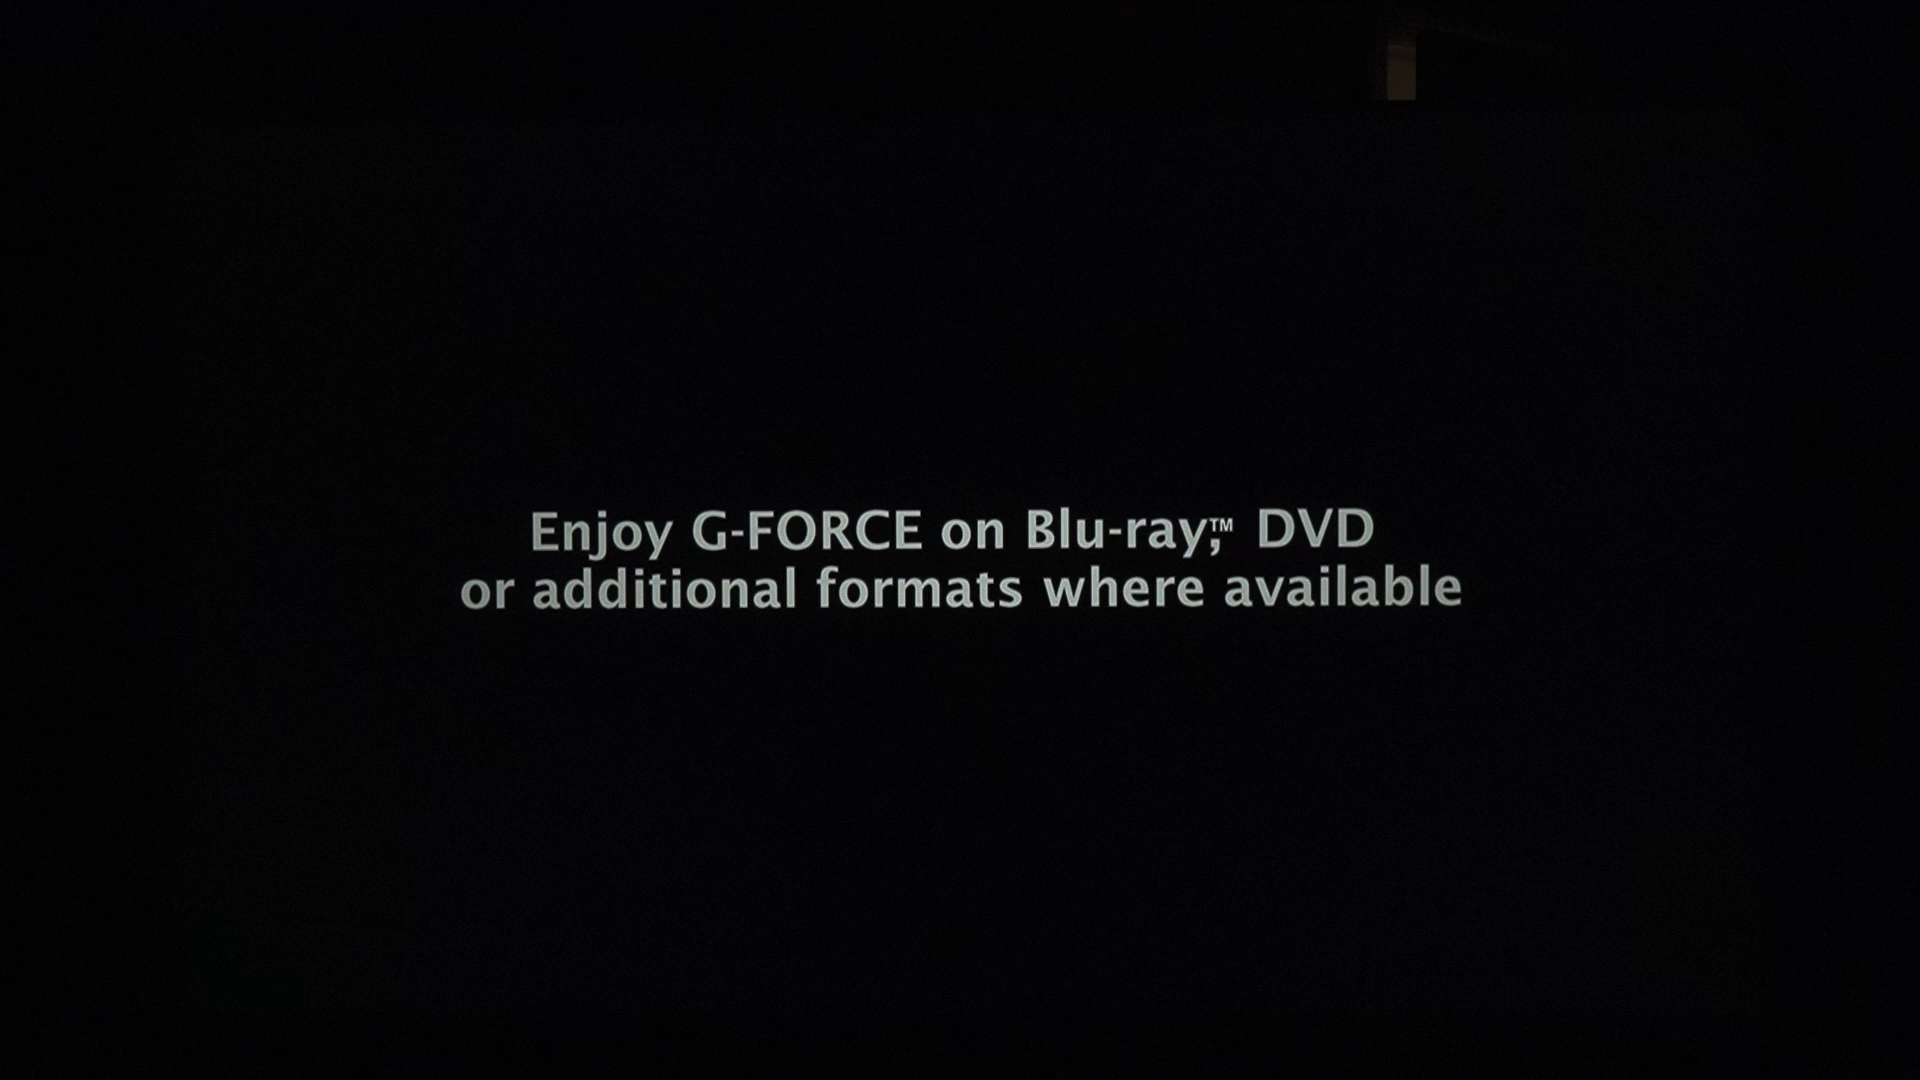 Enjoy G-FORCE on Blu-ray,™ DVD
or additional formats where available